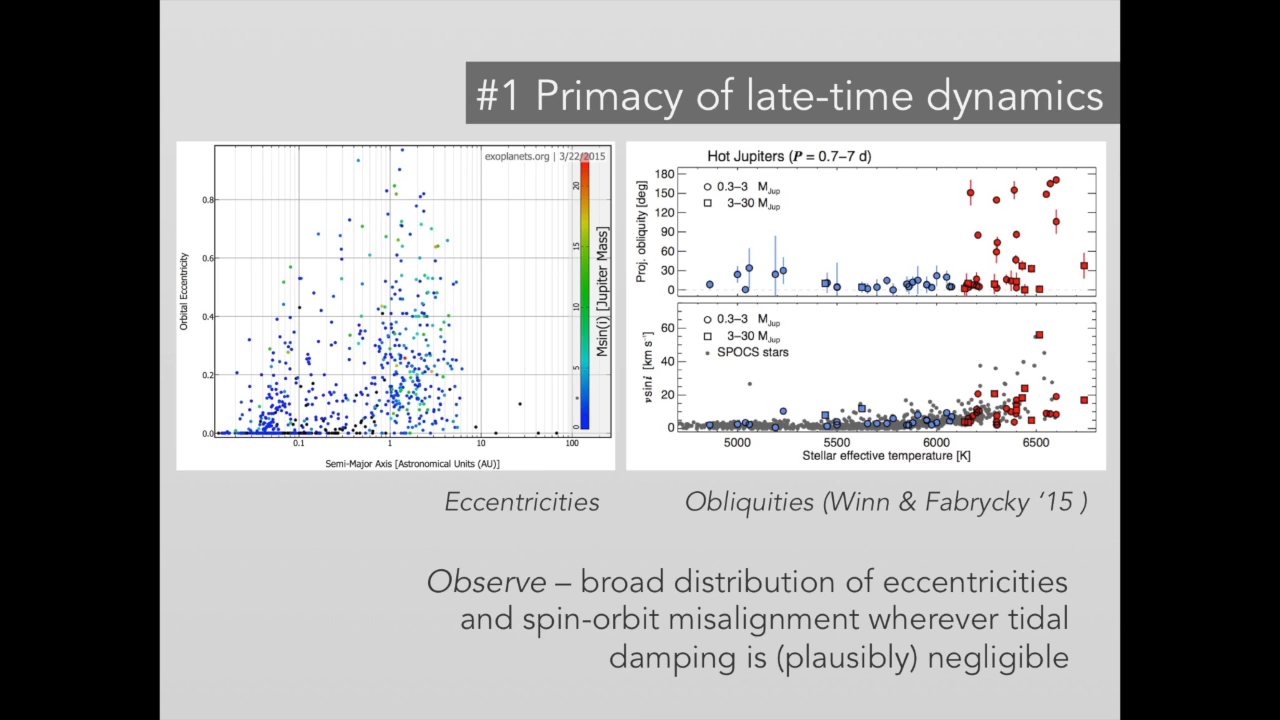 #1 Primacy of late-time dynamics
exoplanets.org | 3/22/2015
Orbital Eccentricity
0.8
0.6
0.4
0.2
0.0
0.1
1
10
100
Semi-Major Axis [Astronomical Units (AU)]
20
15
10
5
0
Msin(i) [Jupiter Mass]
Hot Jupiters (P = 0.7–7 d)
Proj. obliquity [deg]
180
150
120
90
60
30
0
0.3–3 MJup
3–30 MJup
v sin i [km s⁻¹]
60
40
20
0
0.3–3 MJup
3–30 MJup
SPOCS stars
5000
5500
6000
6500
Stellar effective temperature [K]
Eccentricities
Obliquities (Winn & Fabrycky ‘15 )
Observe – broad distribution of eccentricities
and spin-orbit misalignment wherever tidal
damping is (plausibly) negligible